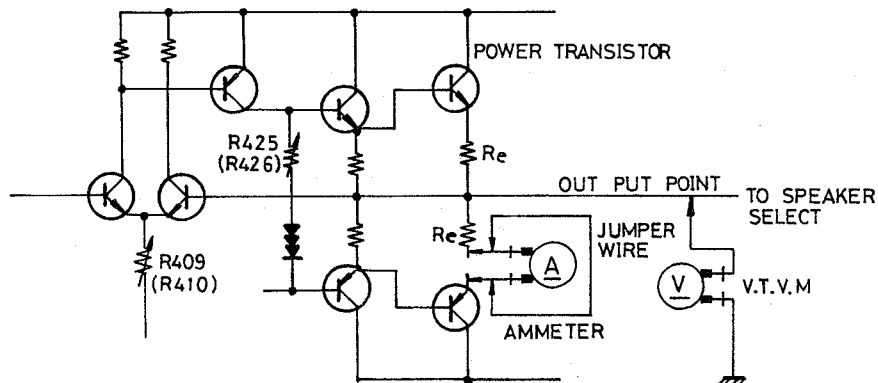 POWER TRANSISTOR
R425
(R426)
Re
OUT PUT POINT
TO SPEAKER
SELECT
Re
JUMPER
WIRE
A
R409
(R410)
V
V.T.V.M
AMMETER